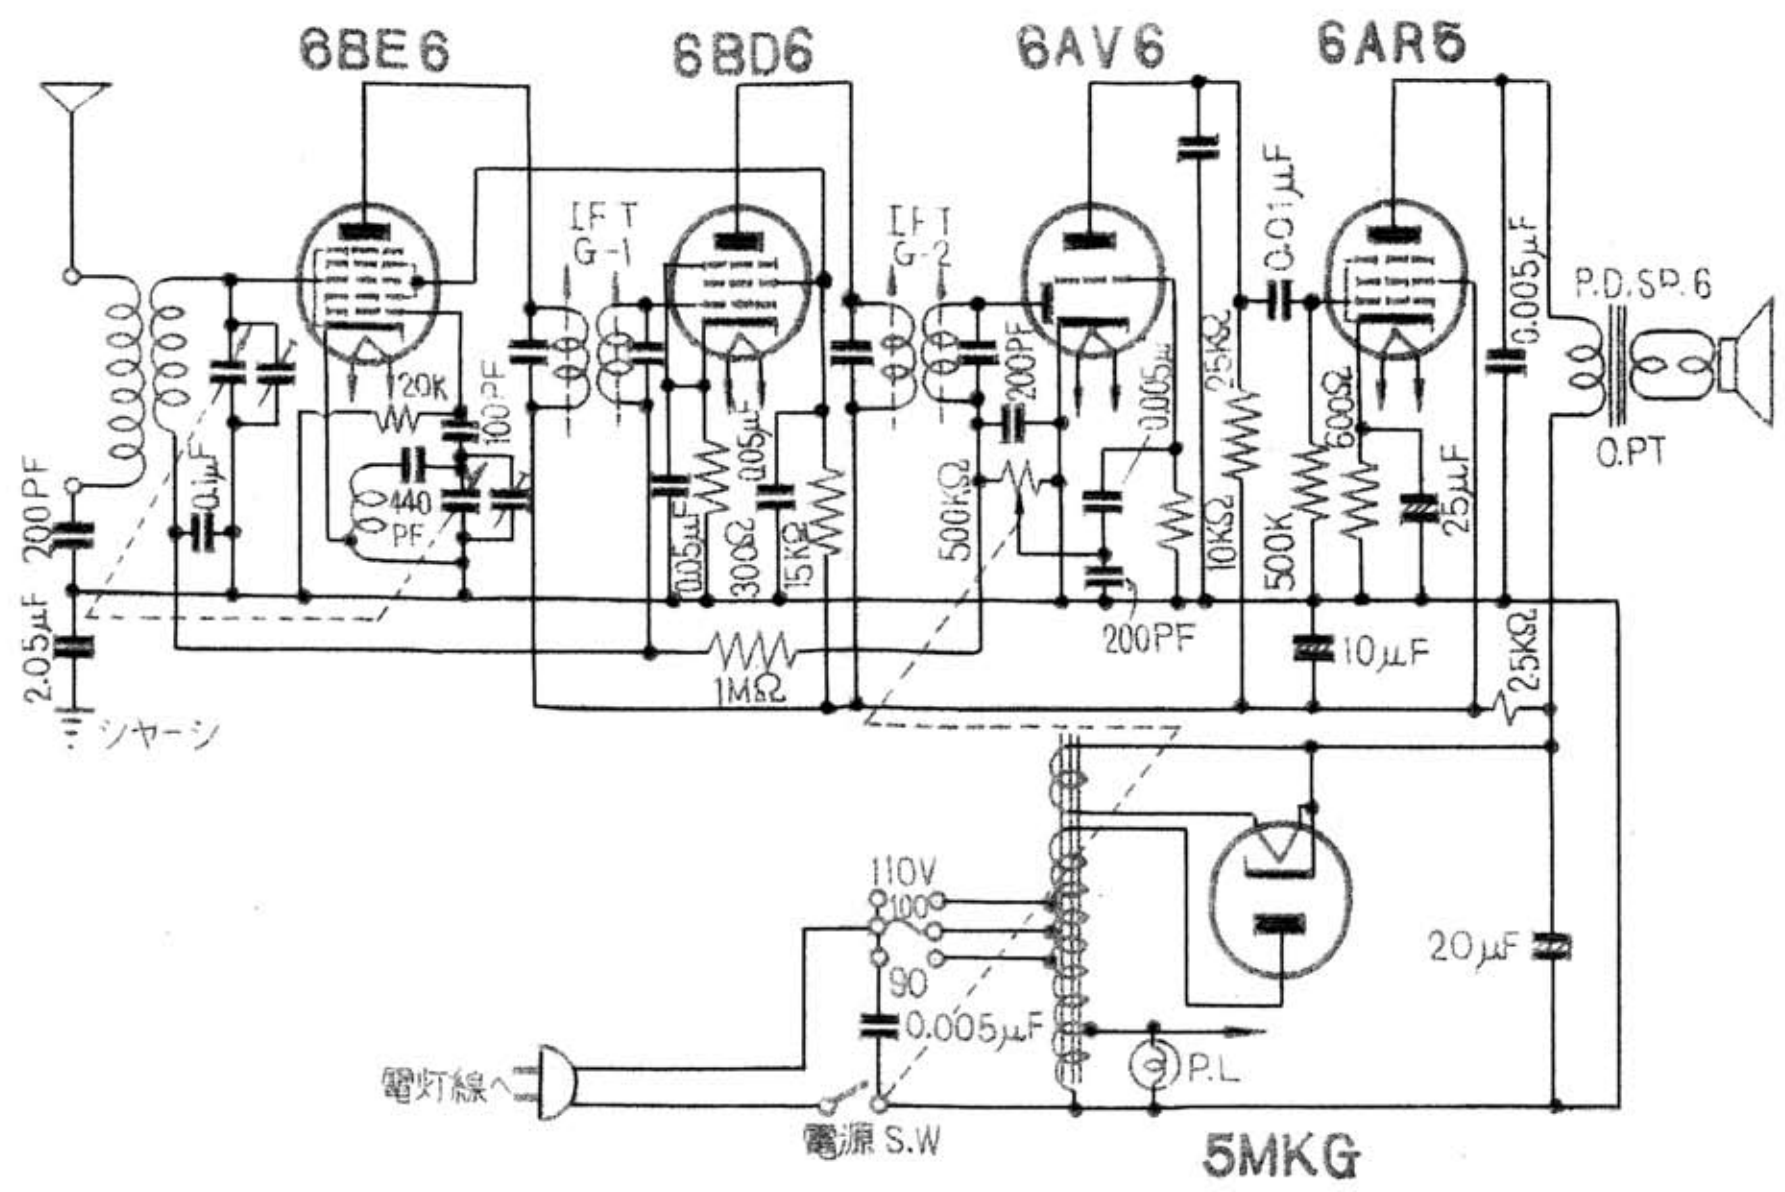 6BE6
6BD6
6AV6
6AR5
IFT
G-1
IFT
G-2
0.01μF
0.005μF
P.D.SP.6
O.PT
20K
100PF
440
PF
0.1μF
200PF
2.05μF
シャーシ
0.05μF
300Ω
0.05μF
15KΩ
1MΩ
200PF
500KΩ
0.005μ
200PF
25KΩ
10KΩ
500K
600Ω
25μF
10μF
2.5KΩ
110V
100
90
0.005μF
P.L
20μF
電灯線へ
電源 S.W
5MKG